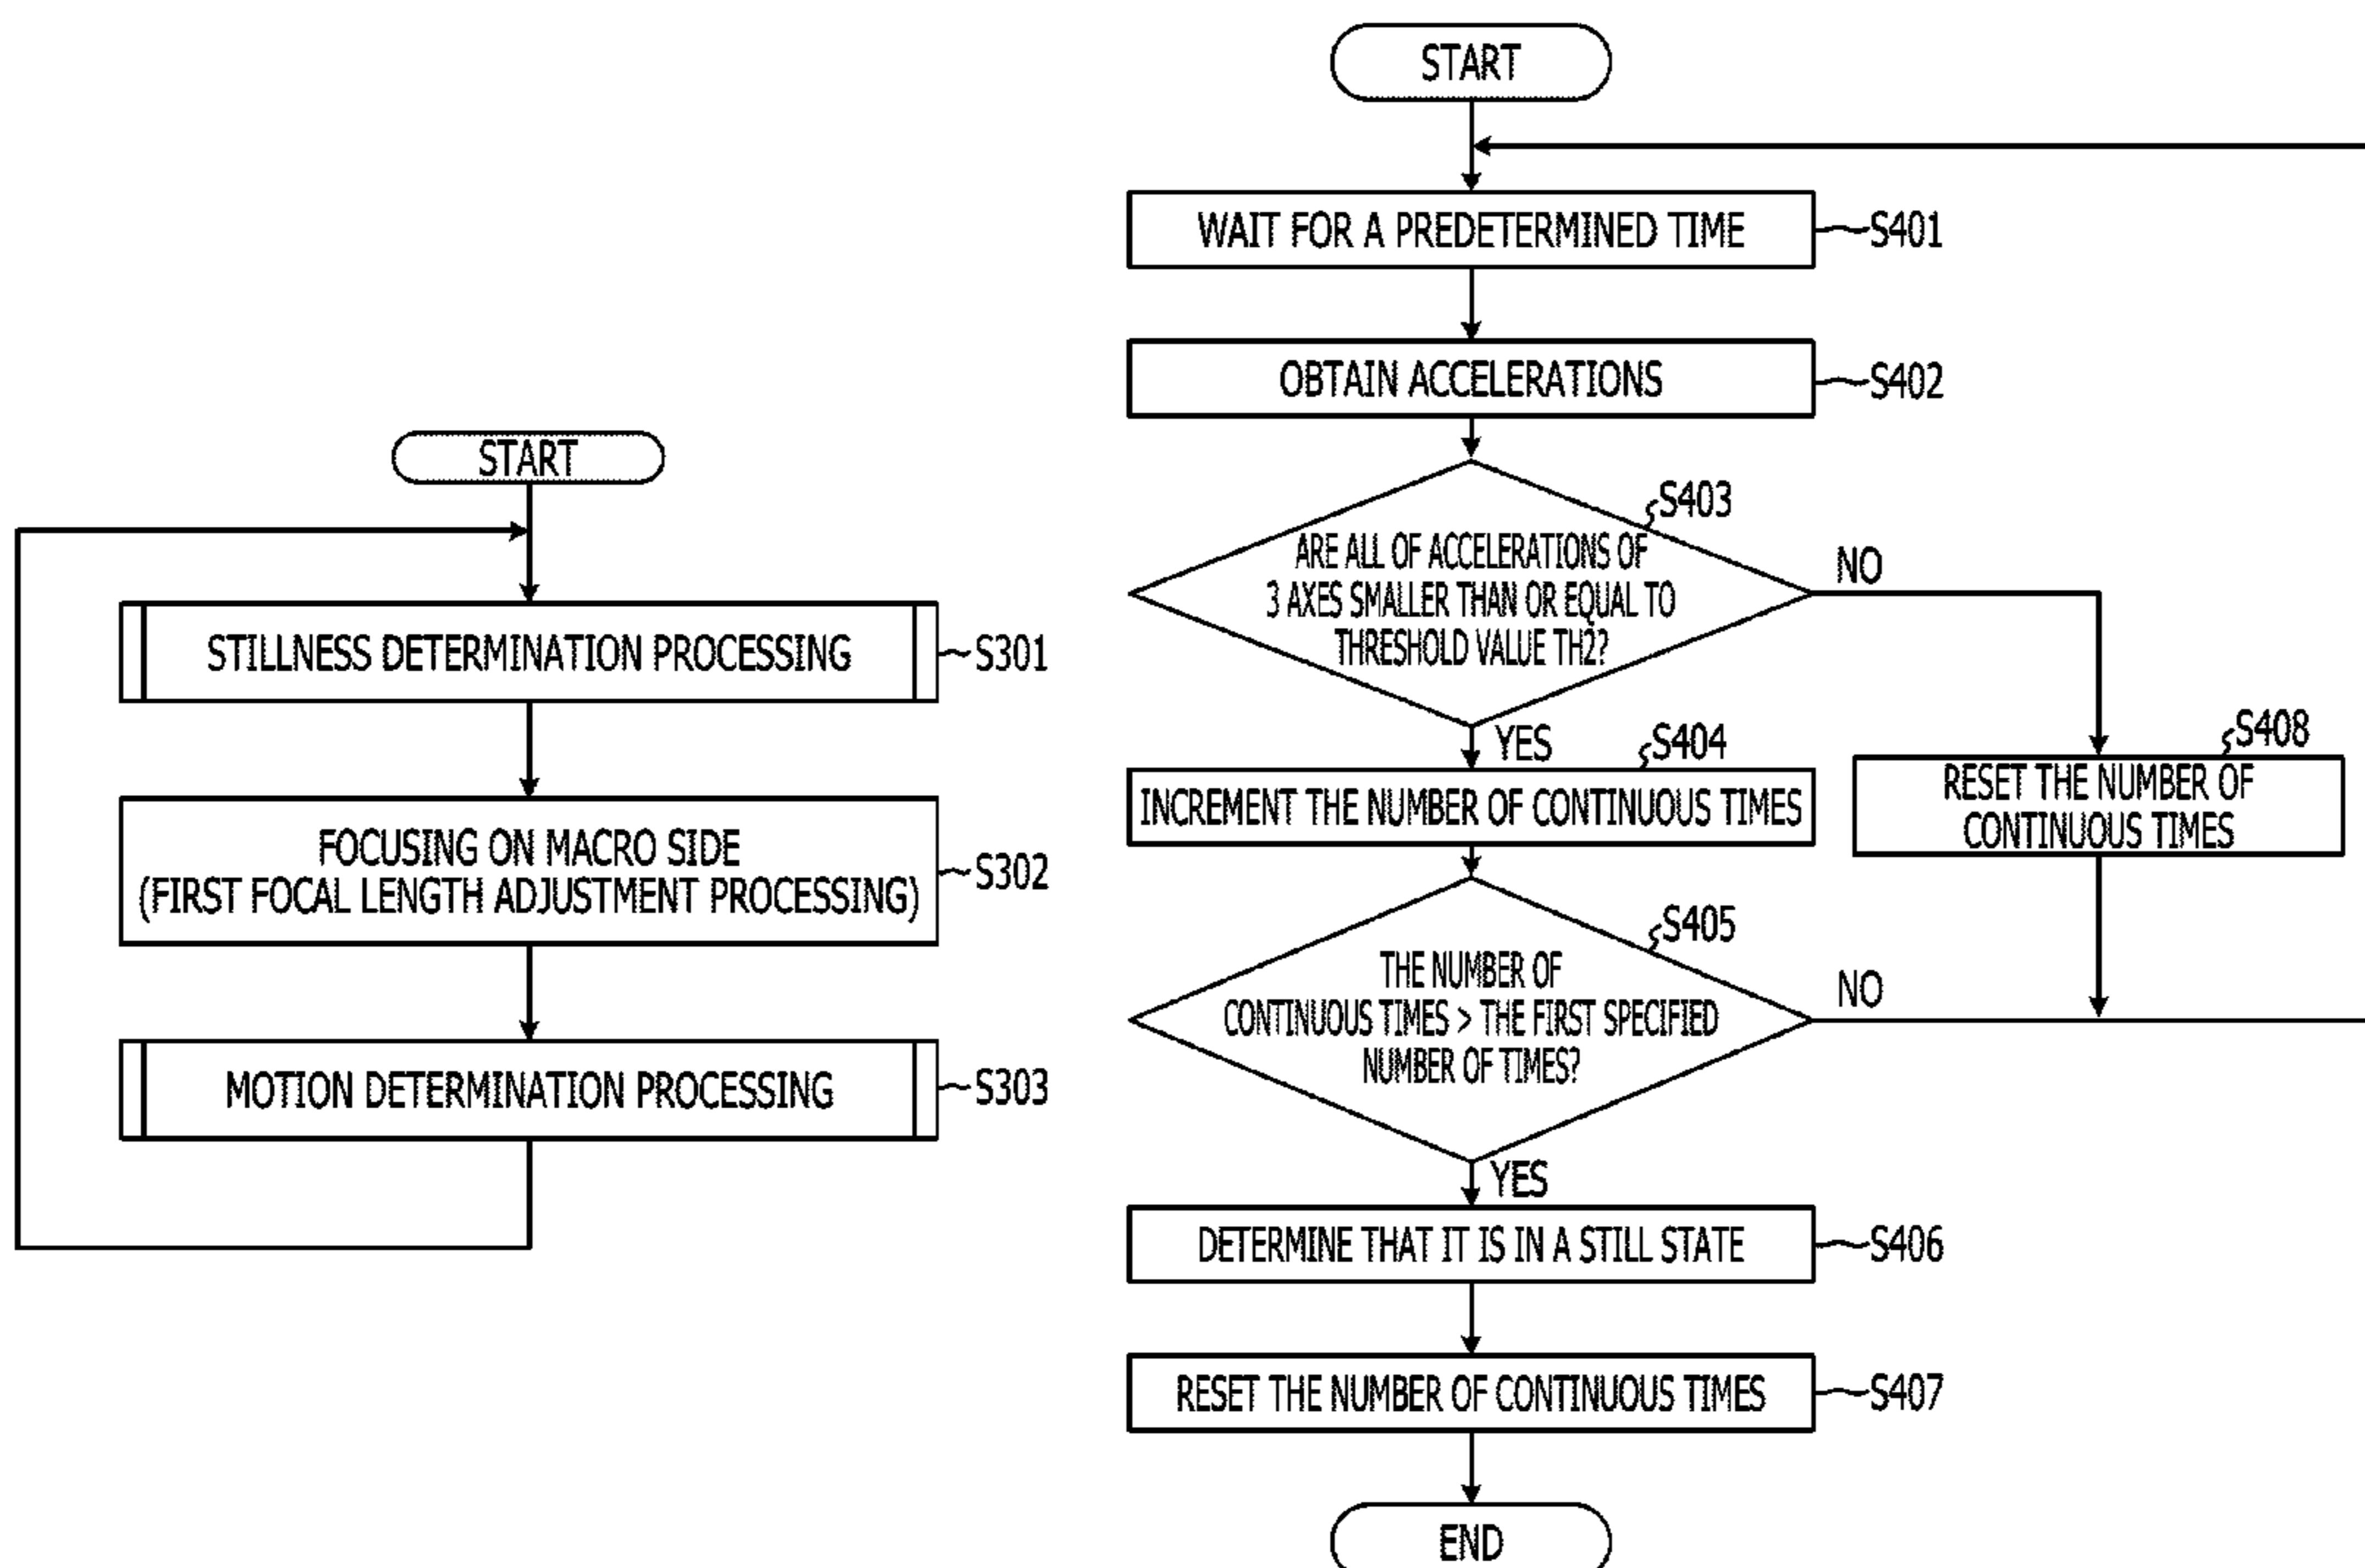 START
STILLNESS DETERMINATION PROCESSING
S301
FOCUSING ON MACRO SIDE
(FIRST FOCAL LENGTH ADJUSTMENT PROCESSING)
S302
MOTION DETERMINATION PROCESSING
S303
START
WAIT FOR A PREDETERMINED TIME
S401
OBTAIN ACCELERATIONS
S402
S403
ARE ALL OF ACCELERATIONS OF
3 AXES SMALLER THAN OR EQUAL TO
THRESHOLD VALUE TH2?
NO
YES
S404
INCREMENT THE NUMBER OF CONTINUOUS TIMES
S408
RESET THE NUMBER OF
CONTINUOUS TIMES
S405
THE NUMBER OF
CONTINUOUS TIMES > THE FIRST SPECIFIED
NUMBER OF TIMES?
NO
YES
DETERMINE THAT IT IS IN A STILL STATE
S406
RESET THE NUMBER OF CONTINUOUS TIMES
S407
END